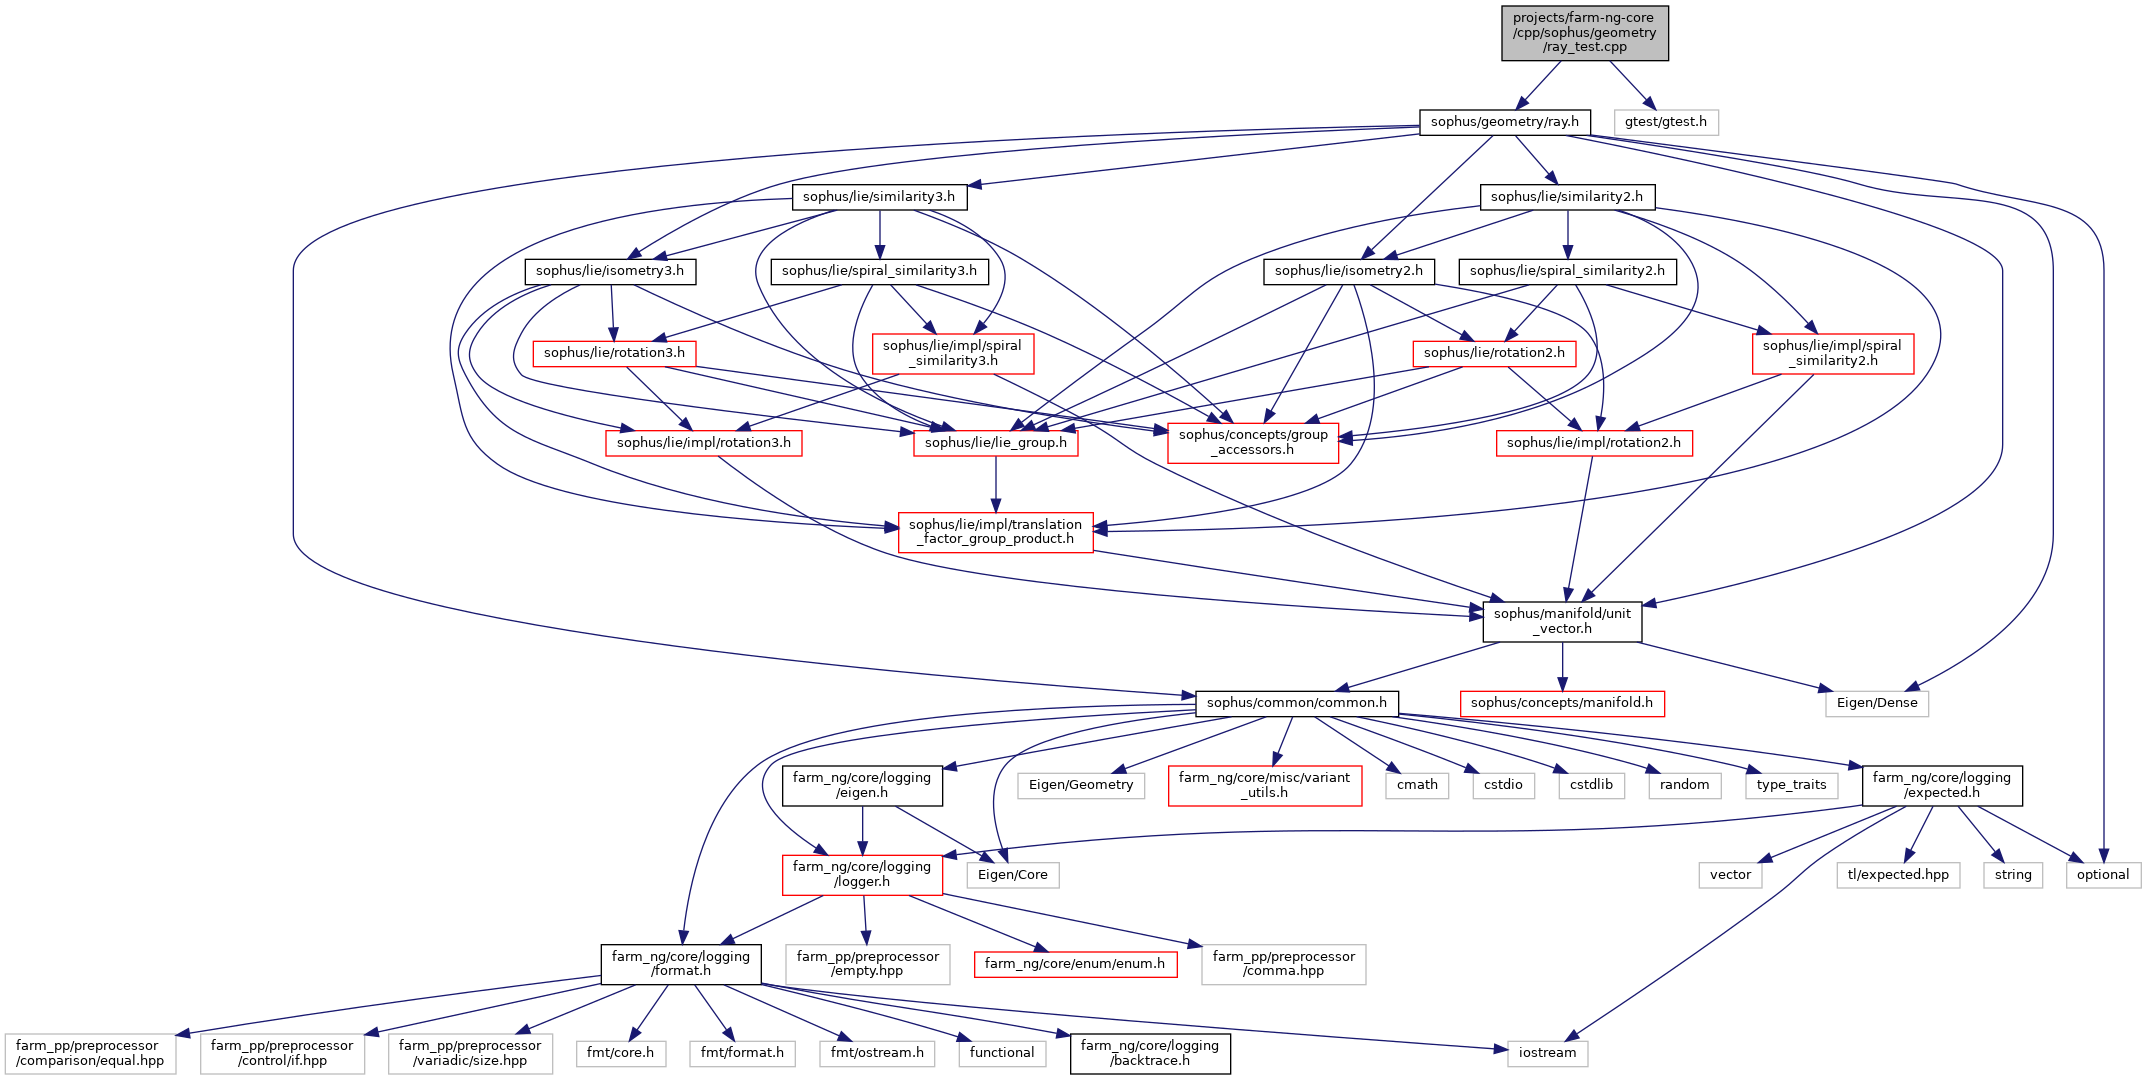 projects/farm-ng-core
/cpp/sophus/geometry
/ray_test.cpp
sophus/geometry/ray.h
gtest/gtest.h
sophus/lie/similarity3.h
sophus/lie/similarity2.h
sophus/lie/isometry3.h
sophus/lie/spiral_similarity3.h
sophus/lie/isometry2.h
sophus/lie/spiral_similarity2.h
sophus/lie/rotation3.h
sophus/lie/impl/spiral
_similarity3.h
sophus/lie/rotation2.h
sophus/lie/impl/spiral
_similarity2.h
sophus/lie/impl/rotation3.h
sophus/lie/lie_group.h
sophus/concepts/group
_accessors.h
sophus/lie/impl/rotation2.h
sophus/lie/impl/translation
_factor_group_product.h
sophus/manifold/unit
_vector.h
sophus/common/common.h
sophus/concepts/manifold.h
Eigen/Dense
farm_ng/core/logging
/eigen.h
Eigen/Geometry
farm_ng/core/misc/variant
_utils.h
cmath
cstdio
cstdlib
random
type_traits
farm_ng/core/logging
/expected.h
farm_ng/core/logging
/logger.h
Eigen/Core
vector
tl/expected.hpp
string
optional
farm_ng/core/logging
/format.h
farm_pp/preprocessor
/empty.hpp
farm_ng/core/enum/enum.h
farm_pp/preprocessor
/comma.hpp
farm_pp/preprocessor
/comparison/equal.hpp
farm_pp/preprocessor
/control/if.hpp
farm_pp/preprocessor
/variadic/size.hpp
fmt/core.h
fmt/format.h
fmt/ostream.h
functional
farm_ng/core/logging
/backtrace.h
iostream